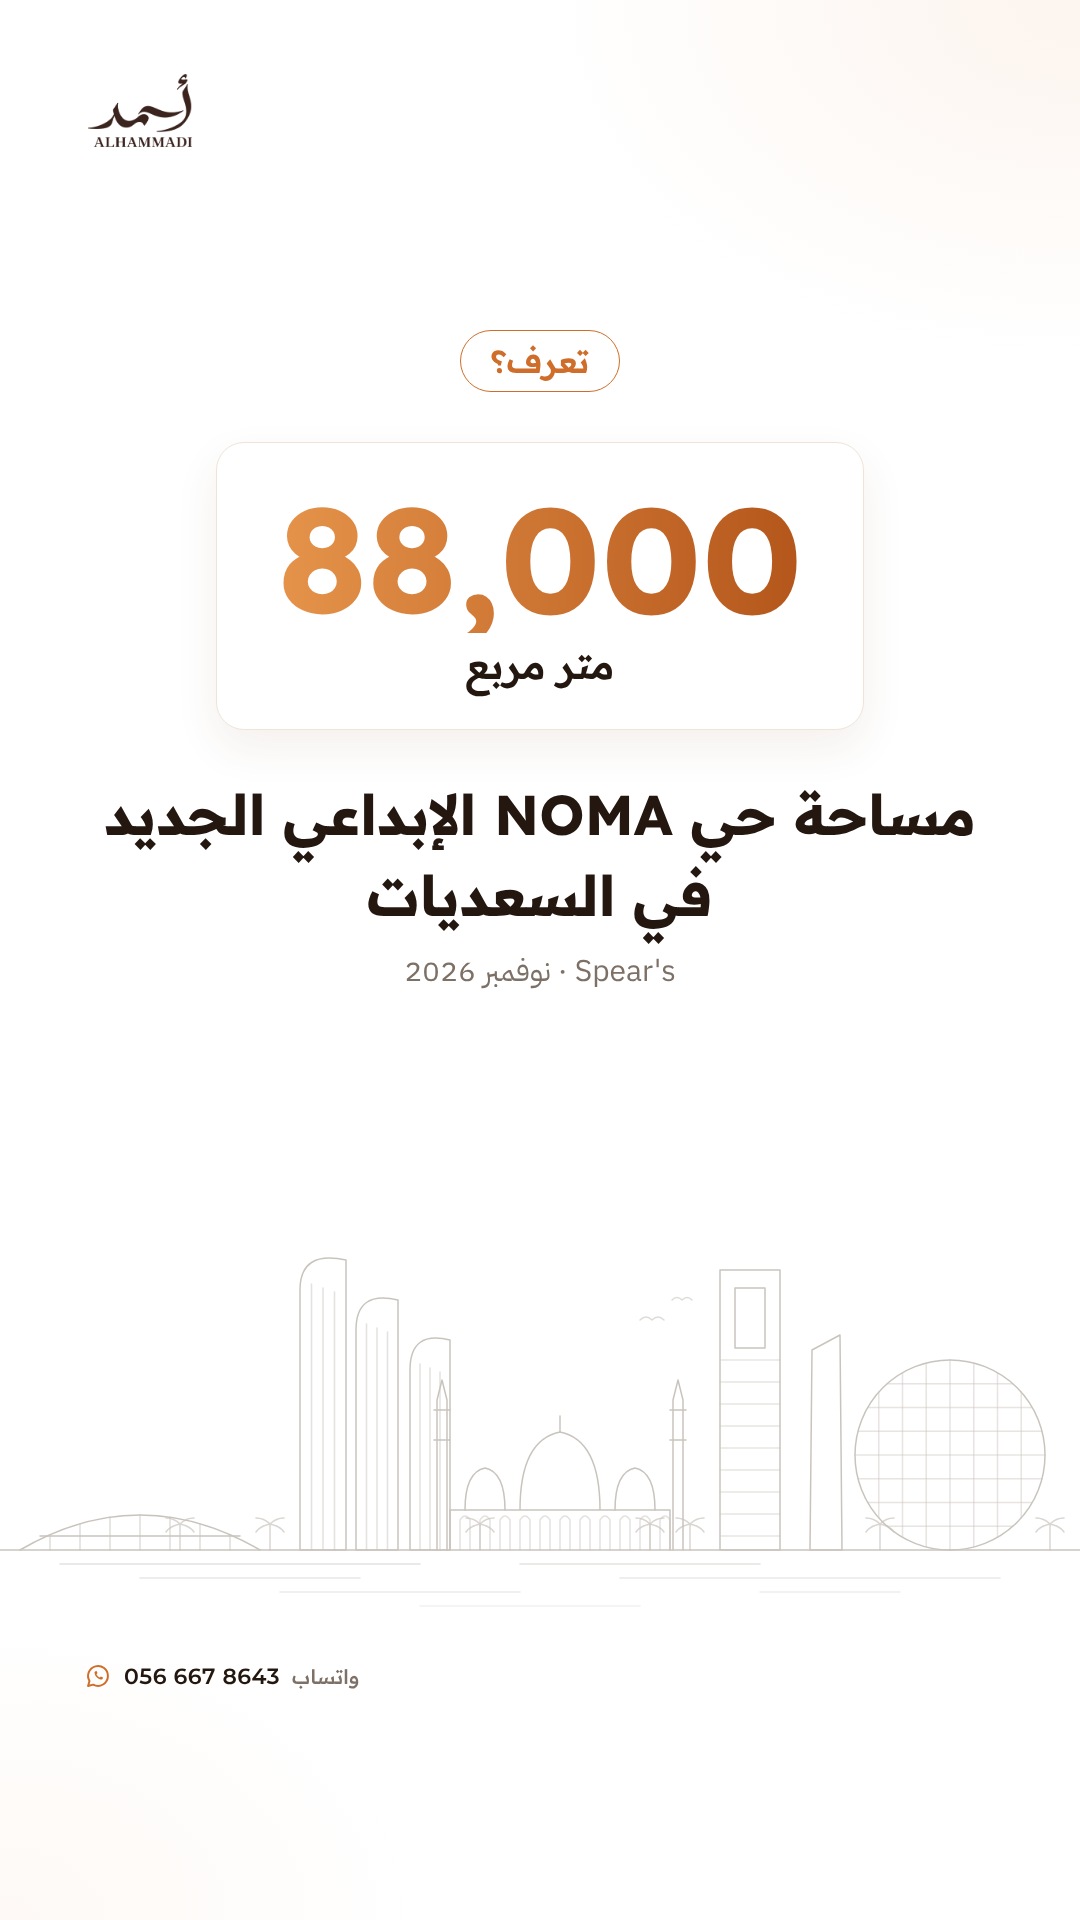 أحمد
ALHAMMADI
تعرف؟
88,000
متر مربع
مساحة حي NOMA الإبداعي الجديد
في السعديات
Spear's · نوفمبر 2026
واتساب 056 667 8643